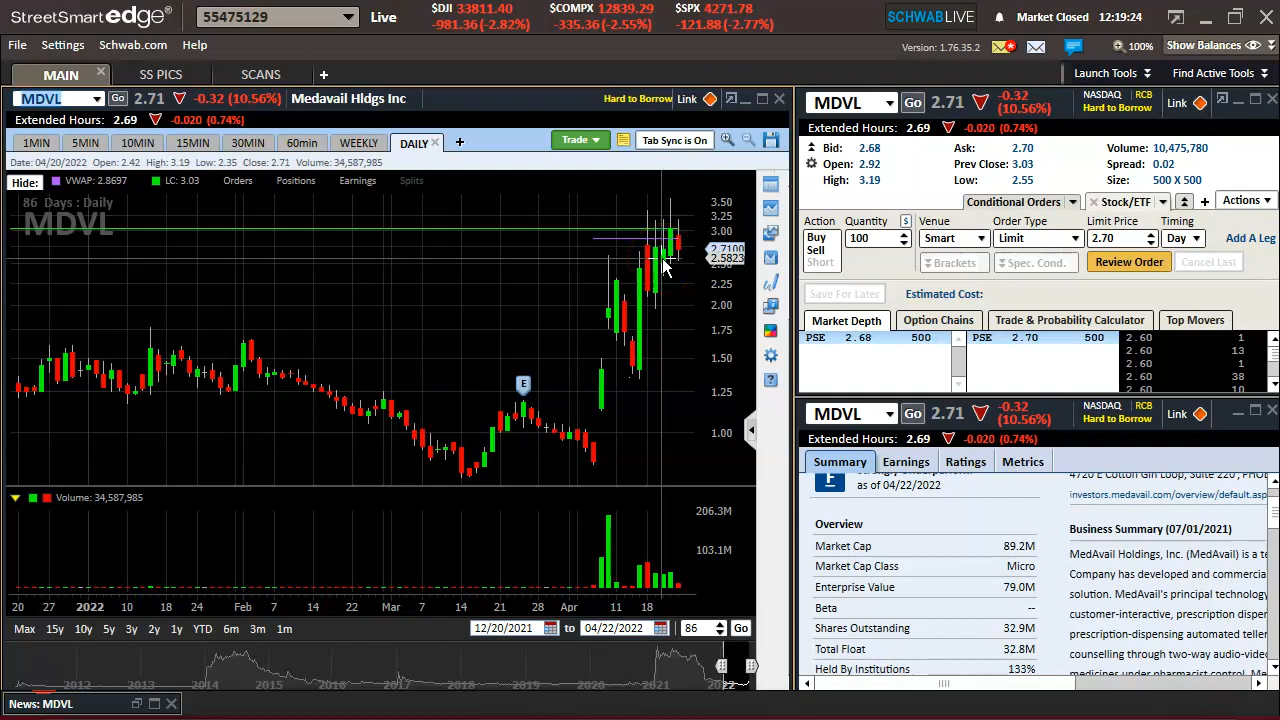 StreetSmart edge
55475129
Live
$DJI 33811.40
-981.36 (-2.82%)
$COMPX 12839.29
-335.36 (-2.55%)
$SPX 4271.78
-121.88 (-2.77%)
SCHWABLIVE
Market Closed
12:19:24
File Settings Schwab.com Help
Version: 1.76.35.2
100%
Show Balances
MAIN SS PICS SCANS
Launch Tools
Find Active Tools
MDVL Go 2.71 -0.32 (10.56%) Medavail Hldgs Inc Hard to Borrow Link
Extended Hours: 2.69 -0.020 (0.74%)
1MIN 5MIN 10MIN 15MIN 30MIN 60min WEEKLY DAILY
Trade
Tab Sync is On
Date: 04/20/2022 Open: 2.42 High: 3.19 Low: 2.35 Close: 2.71 Volume: 34,587,985
Hide: VWAP: 2.8697 LC: 3.03 Orders Positions Earnings Splits
86 Days : Daily
MDVL
3.50
3.25
3.00
2.7100
2.5823
2.25
2.00
1.75
1.50
1.25
1.00
E
Volume: 34,587,985
206.3M
103.1M
20 27 2022 10 18 24 Feb 7 14 22 Mar 7 14 21 28 Apr 11 18
Max 15y 10y 5y 3y 2y 1y YTD 6m 3m 1m
12/20/2021 to 04/22/2022 86 Go
2012 2013 2014 2015 2016 2017 2018 2019 2020 2021 2022
News: MDVL
MDVL Go 2.71 -0.32 (10.56%) NASDAQ RCB Hard to Borrow Link
Extended Hours: 2.69 -0.020 (0.74%)
Bid: 2.68 Ask: 2.70 Volume: 10,475,780
Open: 2.92 Prev Close: 3.03 Spread: 0.02
High: 3.19 Low: 2.55 Size: 500 X 500
Conditional Orders Stock/ETF Actions
Action Quantity $ Venue Order Type Limit Price Timing
Buy
Sell
Short
100 Smart Limit 2.70 Day Add a Leg
Brackets Spec. Cond. Review Order Cancel Last
Save For Later Estimated Cost:
Market Depth Option Chains Trade & Probability Calculator Top Movers
PSE 2.68 500 PSE 2.70 500 2.60 1
2.60 13
2.60 38
2.60 10
MDVL Go 2.71 -0.32 (10.56%) NASDAQ RCB Hard to Borrow Link
Extended Hours: 2.69 -0.020 (0.74%)
Summary Earnings Ratings Metrics
as of 04/22/2022
Overview
Market Cap 89.2M
Market Cap Class Micro
Enterprise Value 79.0M
Beta --
Shares Outstanding 32.9M
Total Float 32.8M
Held By Institutions 133%
4720 E Cotton Gin Loop, Suite 220
investors.medavail.com/overview/default.asp
Business Summary (07/01/2021)
MedAvail Holdings, Inc. (MedAvail) is a te
Company has developed and commercia
solution. MedAvail's principal technology
customer-interactive, prescription dispen
prescription-dispensing automated teller
counselling through two-way audio-video